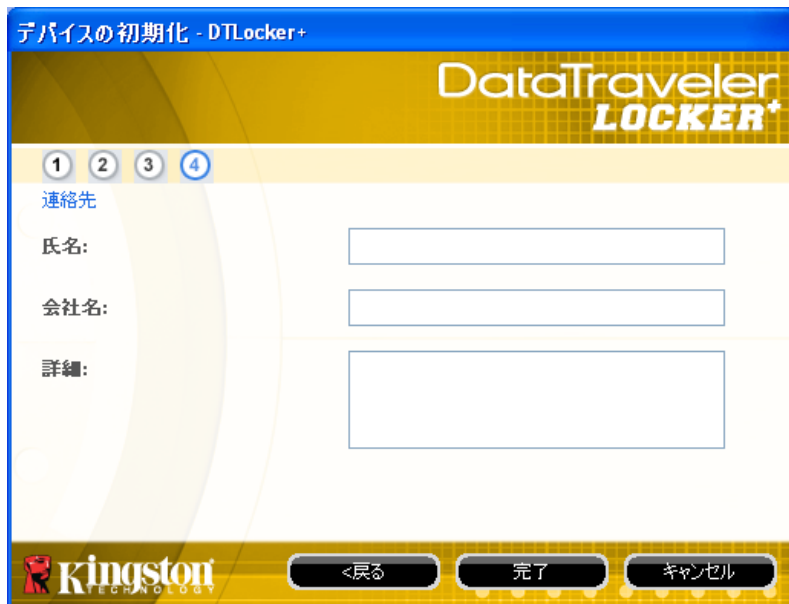 デバイスの初期化 - DTLocker+
DataTraveler
LOCKER+
1 2 3 4
連絡先
氏名:
会社名:
詳細:
Kingston
TECHNOLOGY
<戻る 完了 キャンセル